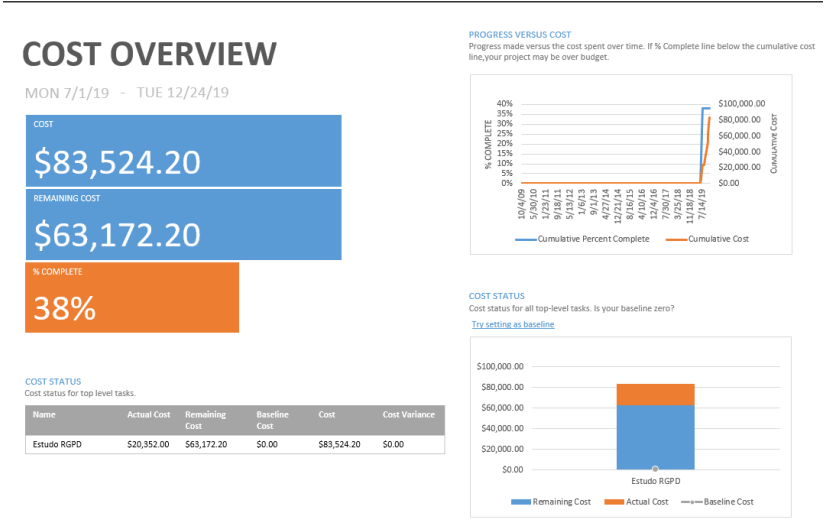 COST OVERVIEW
MON 7/1/19 - TUE 12/24/19
COST
$83,524.20
REMAINING COST
$63,172.20
% COMPLETE
38%
COST STATUS
Cost status for top level tasks.
Name Actual Cost Remaining Cost Baseline Cost Cost Cost Variance
Estudo RGPD $20,352.00 $63,172.20 $0.00 $83,524.20 $0.00
PROGRESS VERSUS COST
Progress made versus the cost spent over time. If % Complete line below the cumulative cost
line,your project may be over budget.
% COMPLETE
40%
35%
30%
25%
20%
15%
10%
5%
0%
$100,000.00
$80,000.00
$60,000.00
$40,000.00
$20,000.00
$0.00
CUMULATIVE COST
10/4/09
5/30/10
1/23/11
9/18/11
5/13/12
1/6/13
9/1/13
4/27/14
12/21/14
8/16/15
4/10/16
12/4/16
7/30/17
3/25/18
11/18/18
7/14/19
Cumulative Percent Complete Cumulative Cost
COST STATUS
Cost status for all top-level tasks. Is your baseline zero?
Try setting as baseline
$100,000.00
$80,000.00
$60,000.00
$40,000.00
$20,000.00
$0.00
Estudo RGPD
Remaining Cost Actual Cost Baseline Cost